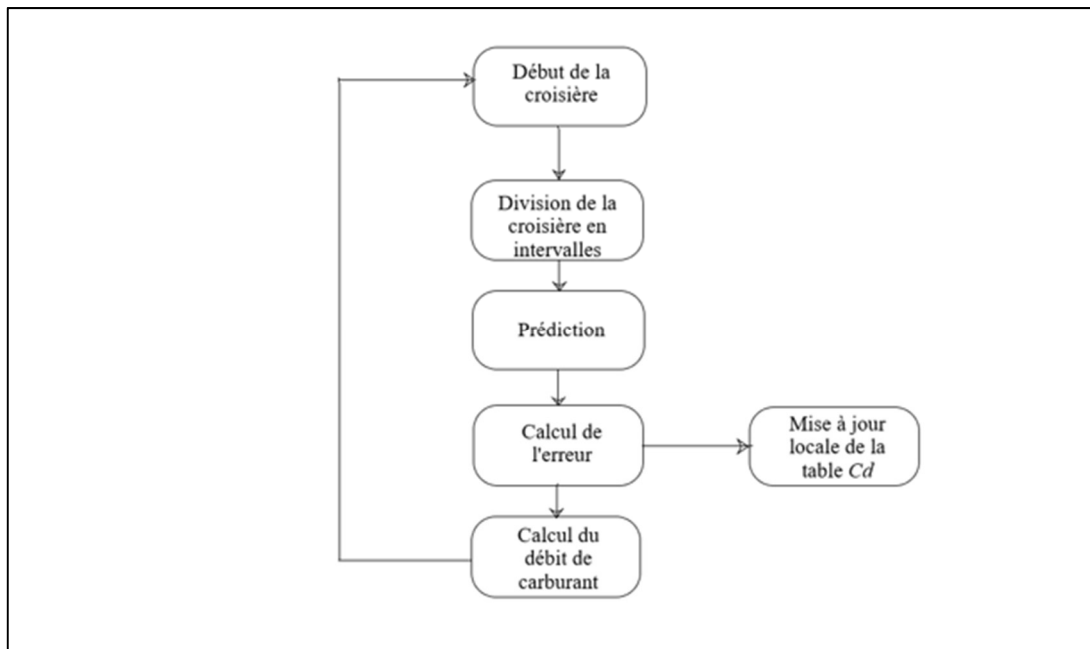 Début de la
croisière
Division de la
croisière en
intervalles
Prédiction
Calcul de
l'erreur
Mise à jour
locale de la
table Cd
Calcul du
débit de
carburant